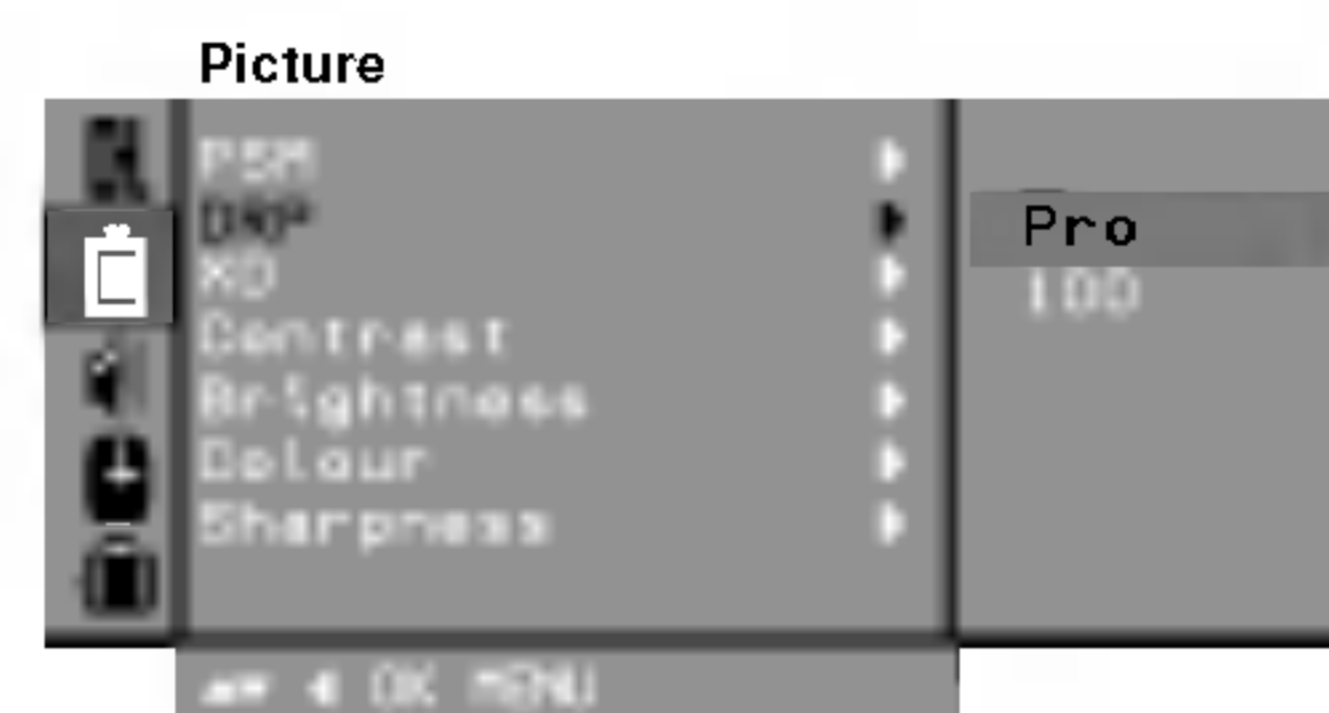 Picture
PSM
DRP
XD
Contrast
Brightness
Colour
Sharpness
Pro
100
OK MENU